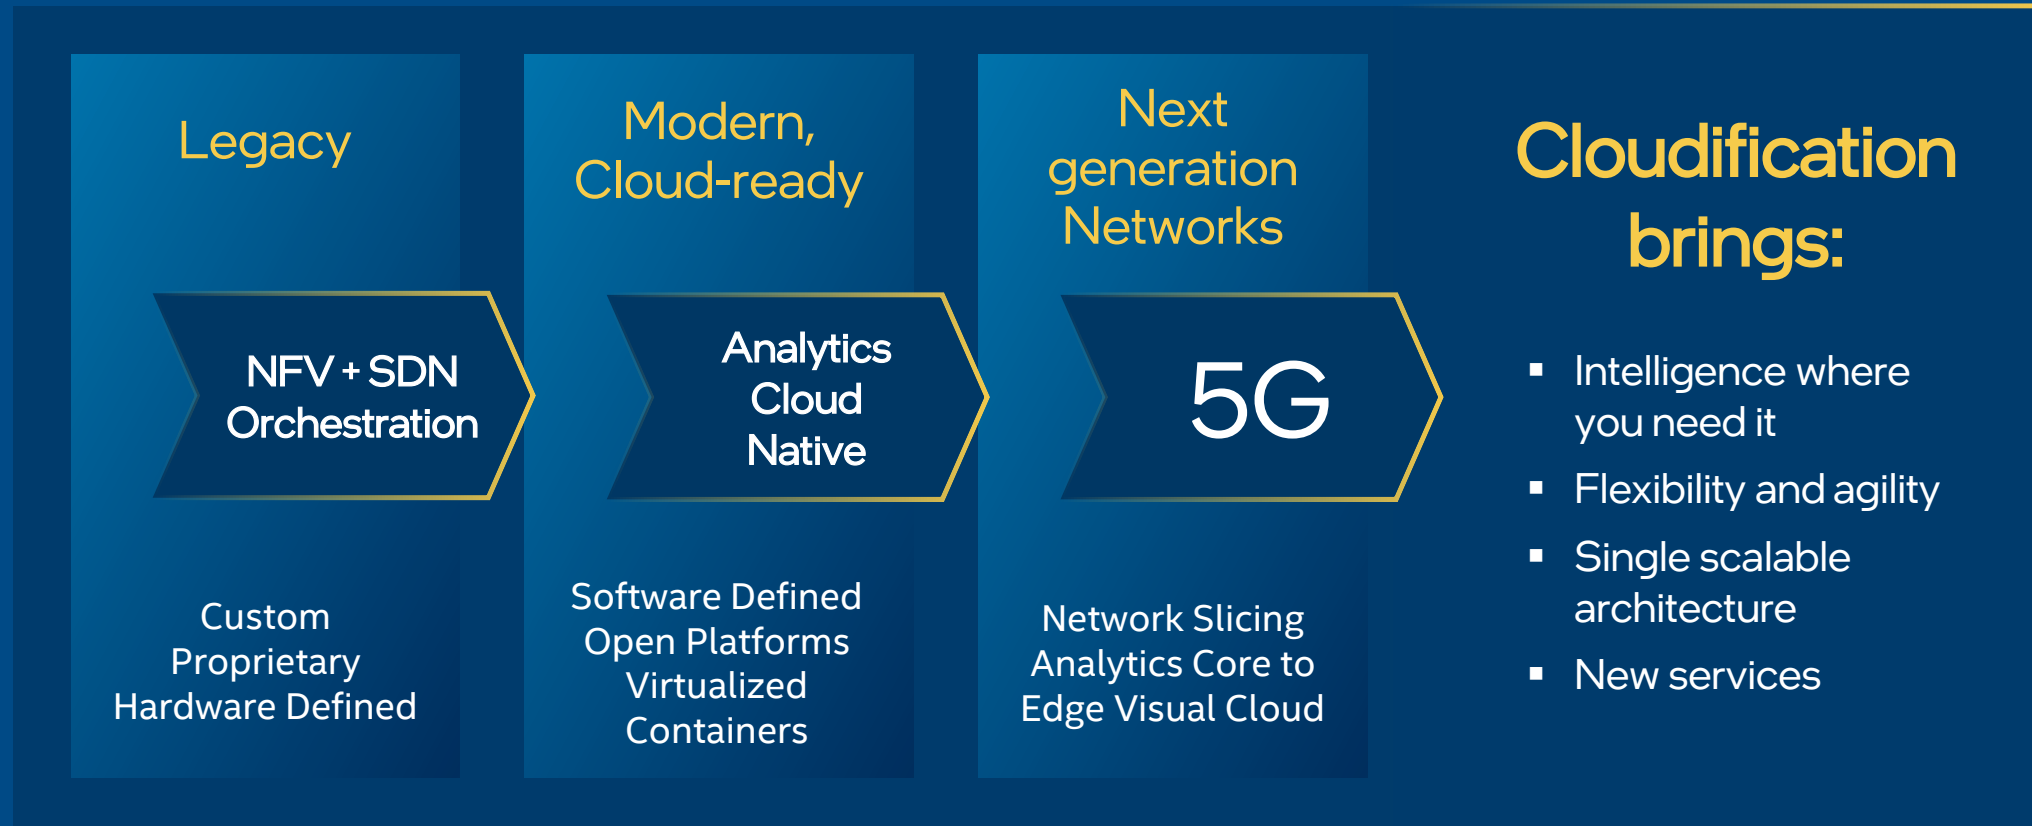 Legacy
NFV + SDN
Orchestration
Custom
Proprietary
Hardware Defined
Modern,
Cloud-ready
Analytics
Cloud
Native
Software Defined
Open Platforms
Virtualized
Containers
Next
generation
Networks
5G
Network Slicing
Analytics Core to
Edge Visual Cloud
Cloudification
brings:
▪ Intelligence where
you need it
▪ Flexibility and agility
▪ Single scalable
architecture
▪ New services